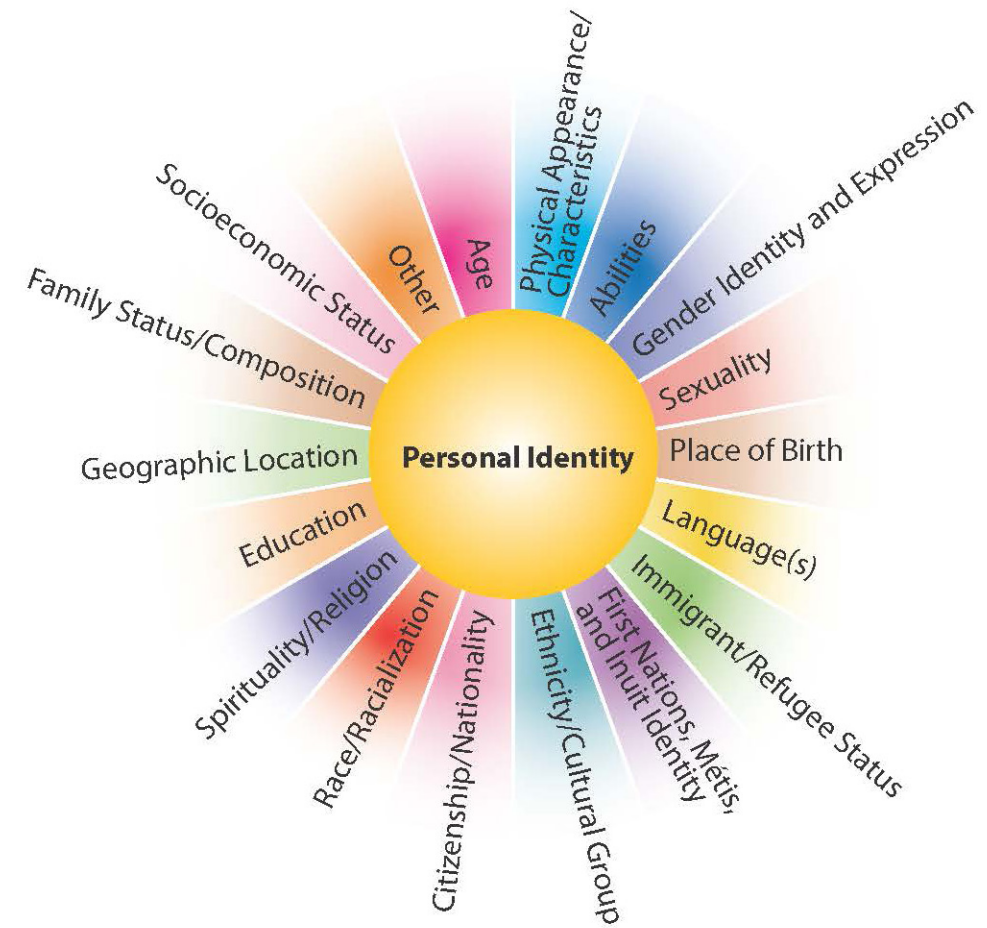 Personal Identity
Physical Appearance/
Characteristics
Abilities
Gender Identity and Expression
Sexuality
Place of Birth
Language(s)
Immigrant/Refugee Status
First Nations, Métis,
and Inuit Identity
Ethnicity/Cultural Group
Citizenship/Nationality
Race/Racialization
Spirituality/Religion
Education
Geographic Location
Family Status/Composition
Socioeconomic Status
Other
Age